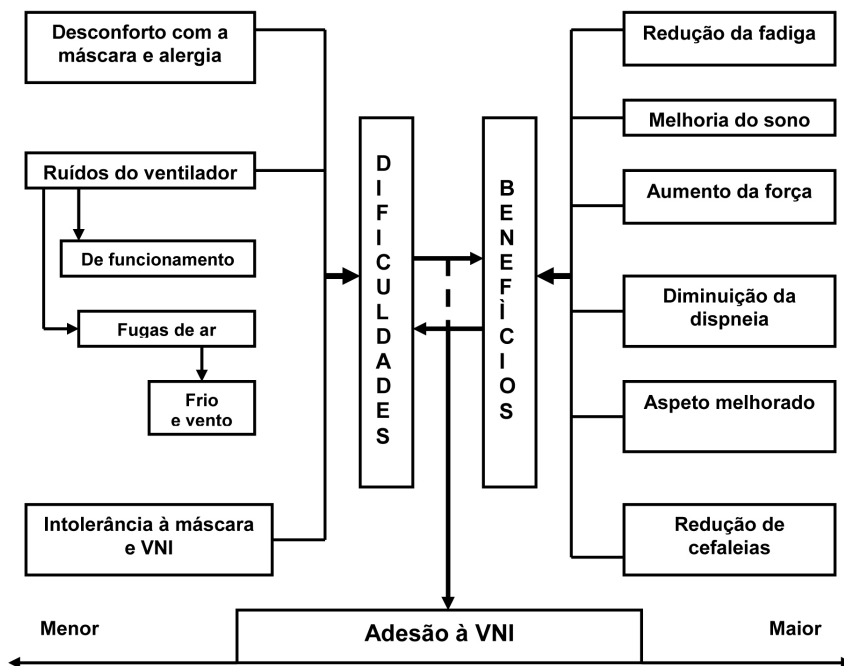 Desconforto com a
máscara e alergia
Ruídos do ventilador
De funcionamento
Fugas de ar
Frio
e vento
Intolerância à máscara
e VNI
DIFICULDADES
BENEFÌCIOS
Redução da fadiga
Melhoria do sono
Aumento da força
Diminuição da
dispneia
Aspeto melhorado
Redução de
cefaleias
Menor
Adesão à VNI
Maior